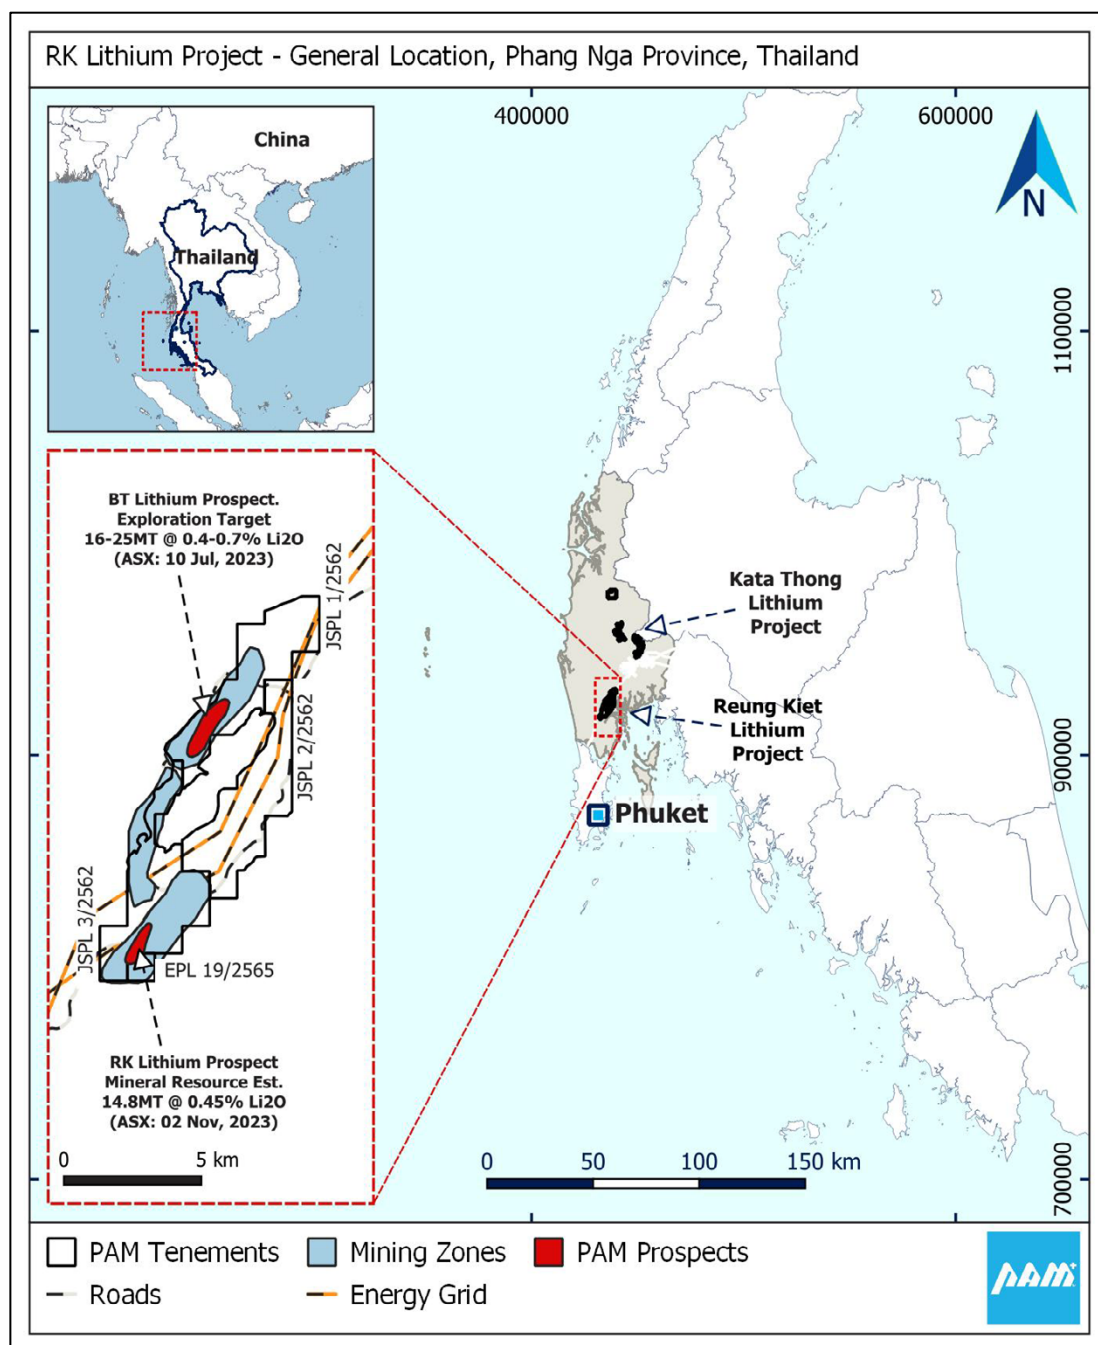 RK Lithium Project - General Location, Phang Nga Province, Thailand
400000
600000
China
Thailand
N
1100000
BT Lithium Prospect.
Exploration Target
16-25MT @ 0.4-0.7% Li2O
(ASX: 10 Jul, 2023)
JSPL 1/2562
JSPL 2/2562
JSPL 3/2562
EPL 19/2565
RK Lithium Prospect
Mineral Resource Est.
14.8MT @ 0.45% Li2O
(ASX: 02 Nov, 2023)
0 5 km
Kata Thong
Lithium
Project
Reung Kiet
Lithium
Project
900000
Phuket
0 50 100 150 km
700000
PAM Tenements
Mining Zones
PAM Prospects
Roads
Energy Grid
PAM+